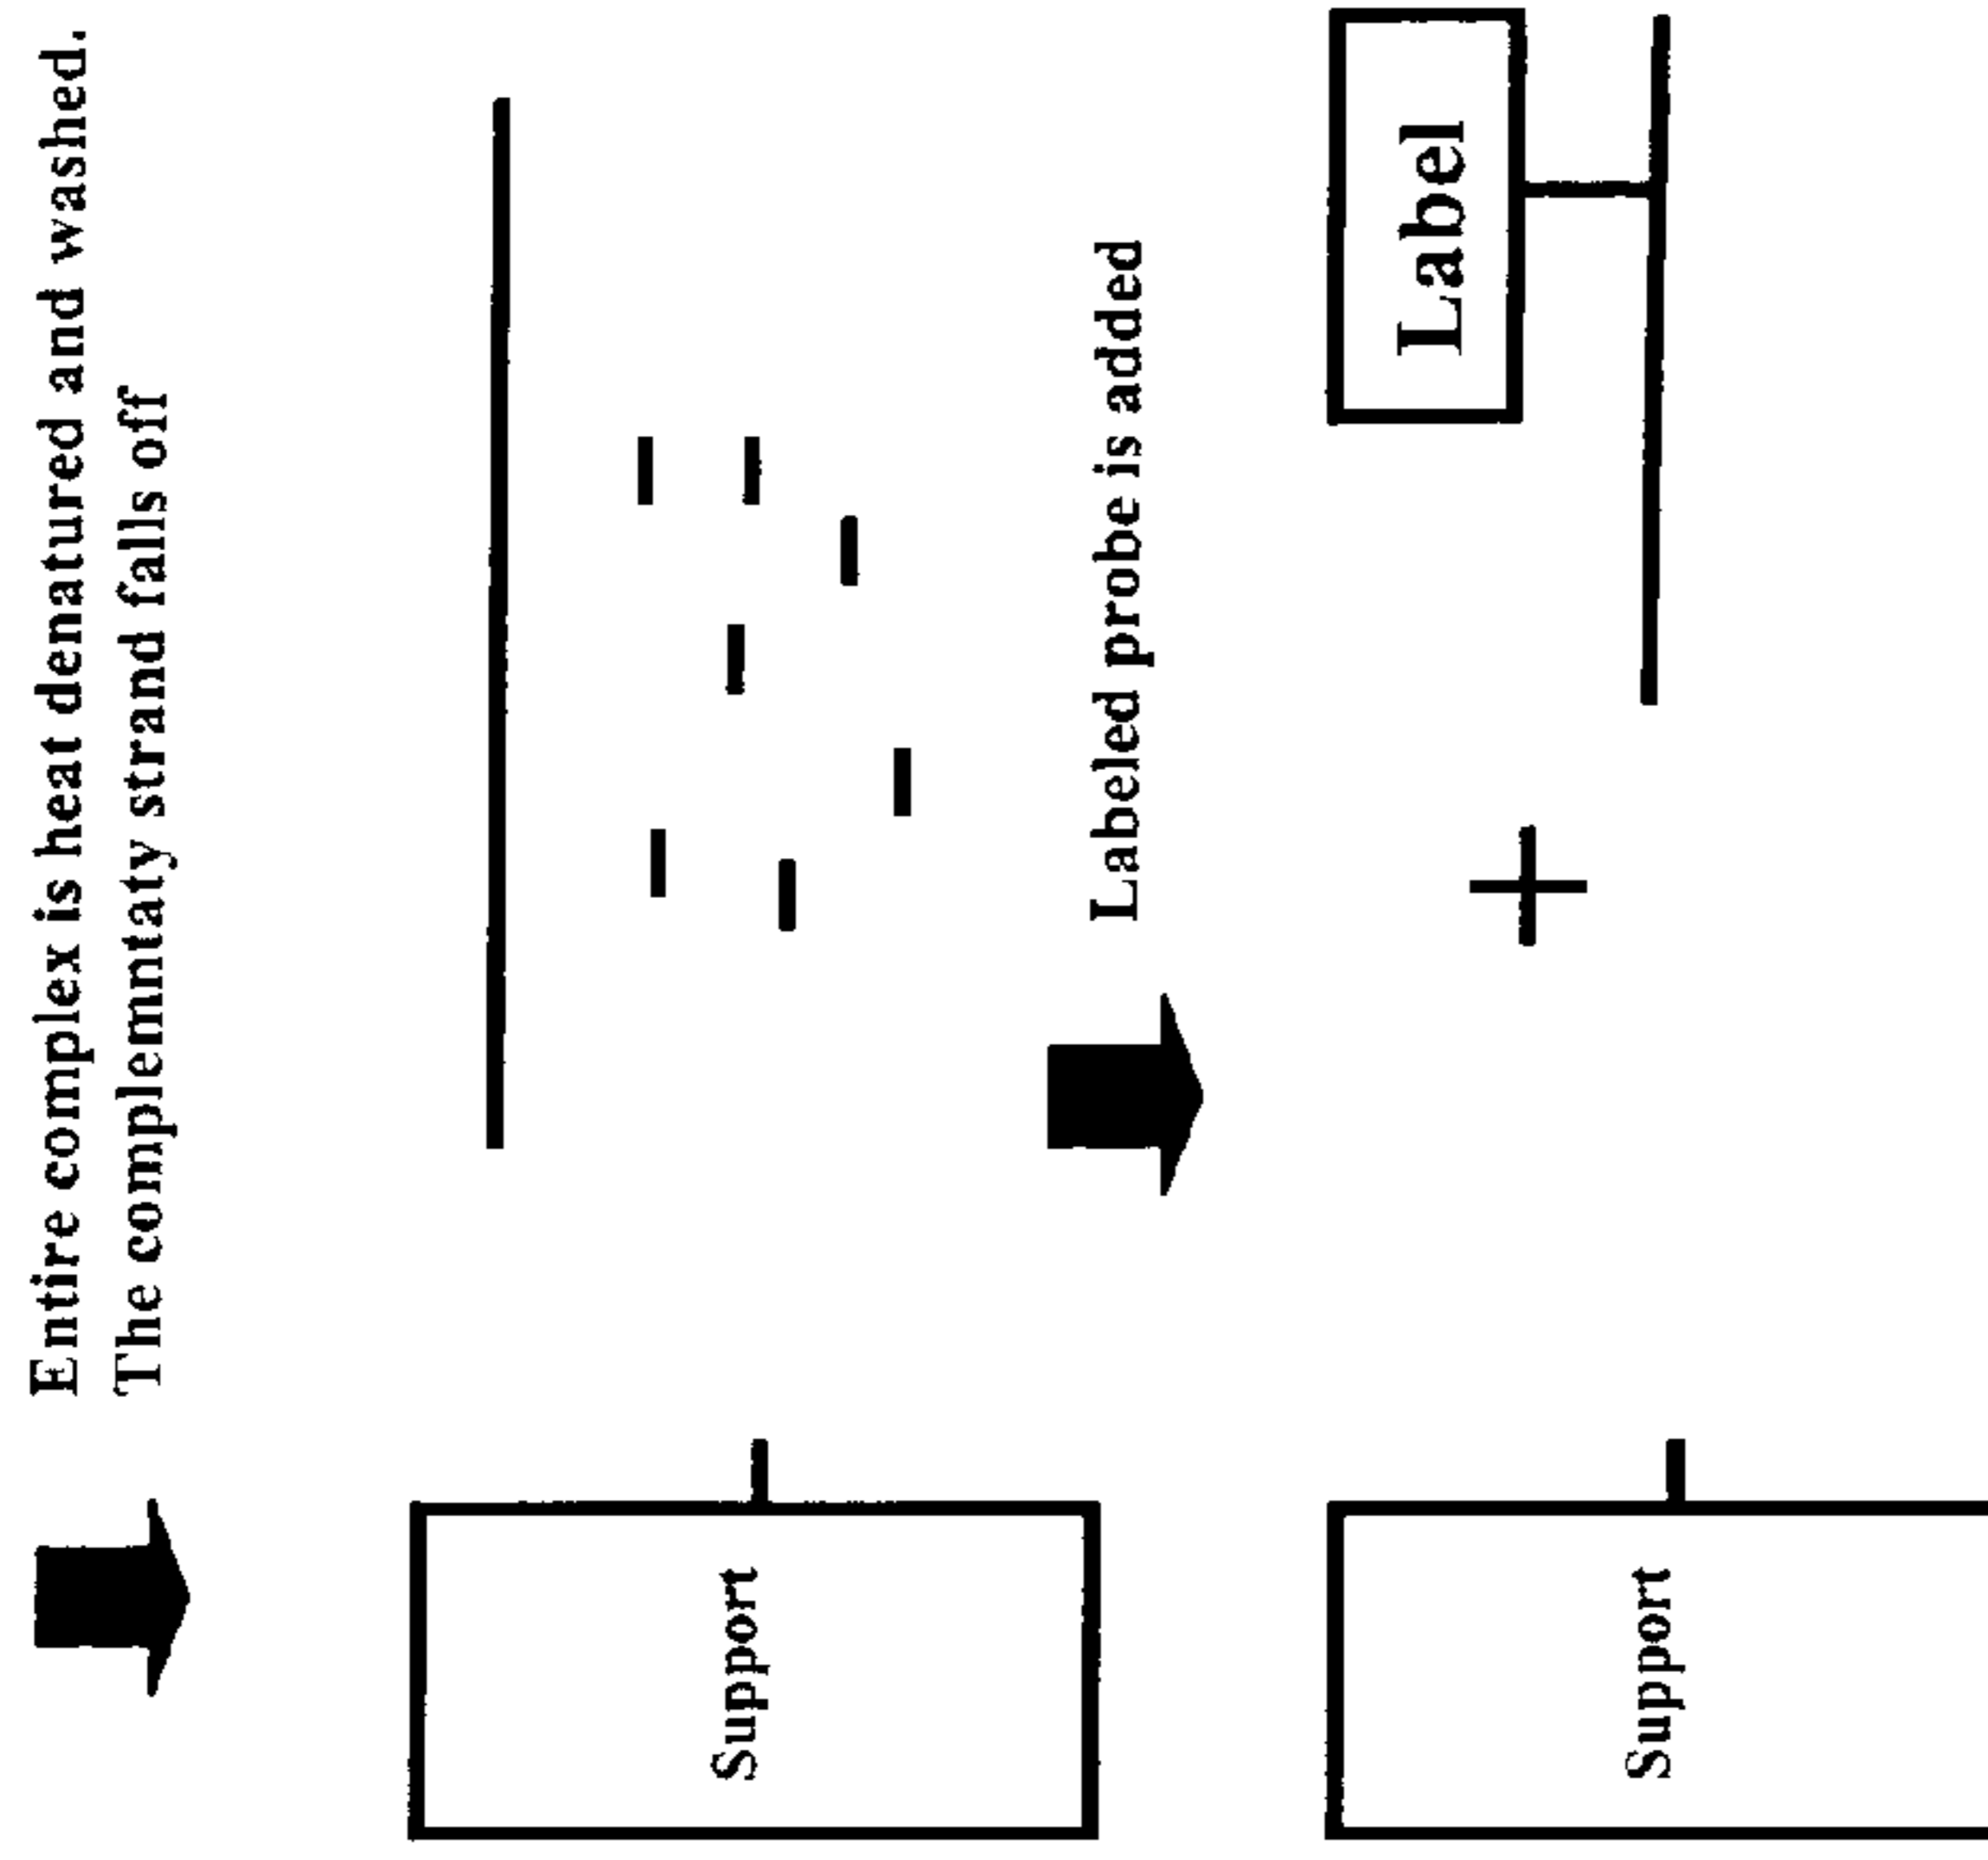 Entire complex is heat denatured and washed.
The complemntaty strand falls off
Support
Labeled probe is added
Label
Support